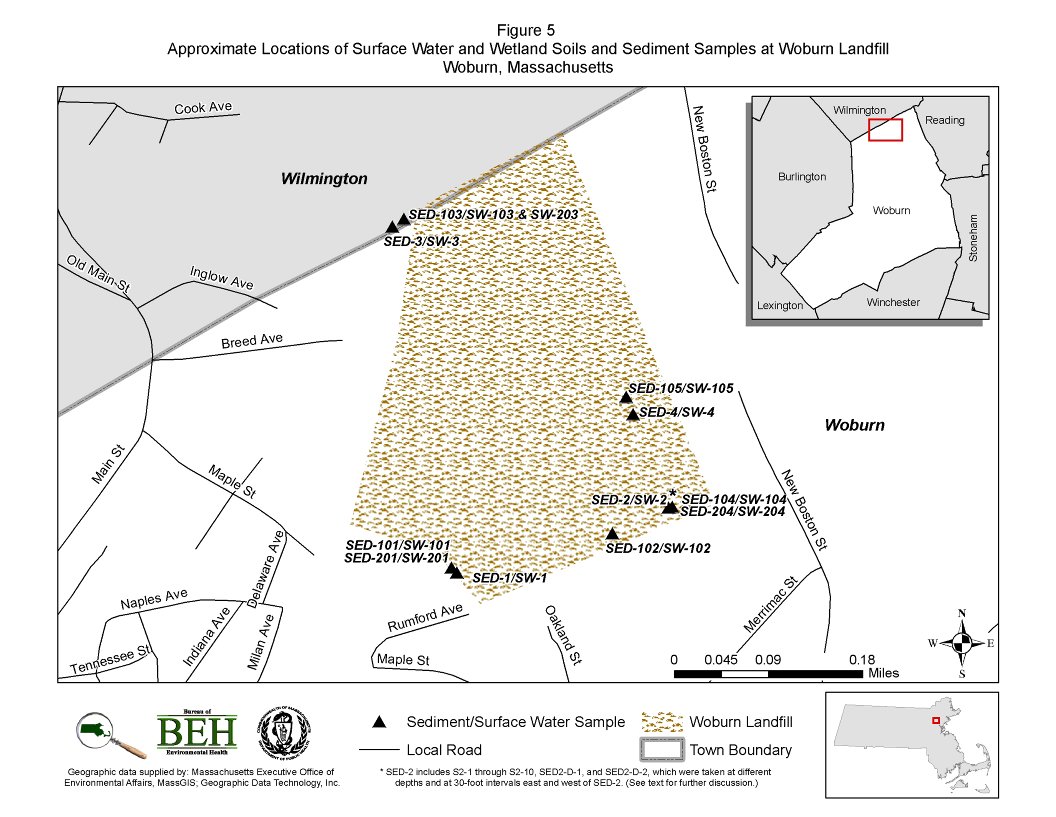 Figure 5
Approximate Locations of Surface Water and Wetland Soils and Sediment Samples at Woburn Landfill
Woburn, Massachusetts
Cook Ave
New Boston St
Wilmington
Reading
Burlington
Woburn
Stoneham
Lexington
Winchester
Wilmington
SED-103/SW-103 & SW-203
SED-3/SW-3
Old Main St
Inglow Ave
Breed Ave
SED-105/SW-105
SED-4/SW-4
Woburn
Main St
Maple St
New Boston St
SED-2/SW-2 *
SED-104/SW-104
SED-204/SW-204
SED-102/SW-102
SED-101/SW-101
SED-201/SW-201
SED-1/SW-1
Delaware Ave
Naples Ave
Indiana Ave
Milan Ave
Tennessee St
Rumford Ave
Maple St
Oakland St
Merrimac St
N
W E
S
0 0.045 0.09 0.18
Miles
Bureau of
BEH
Environmental Health
Sediment/Surface Water Sample
Local Road
Woburn Landfill
Town Boundary
Geographic data supplied by: Massachusetts Executive Office of
Environmental Affairs, MassGIS; Geographic Data Technology, Inc.
* SED-2 includes S2-1 through S2-10, SED2-D-1, and SED2-D-2, which were taken at different
depths and at 30-foot intervals east and west of SED-2. (See text for further discussion.)